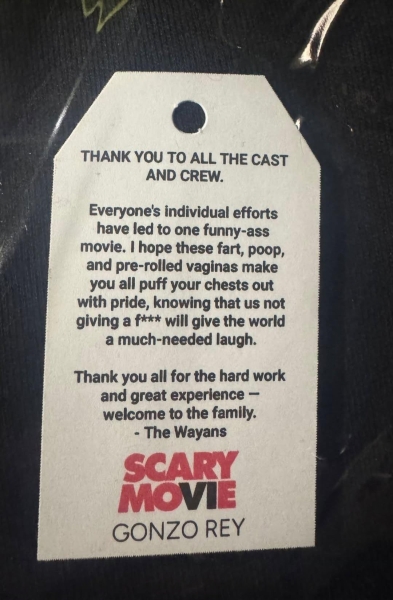 THANK YOU TO ALL THE CAST
AND CREW.
Everyone's individual efforts
have led to one funny-ass
movie. I hope these fart, poop,
and pre-rolled vaginas make
you all puff your chests out
with pride, knowing that us not
giving a f*** will give the world
a much-needed laugh.
Thank you all for the hard work
and great experience —
welcome to the family.
- The Wayans
SCARY
MOVIE
GONZO REY